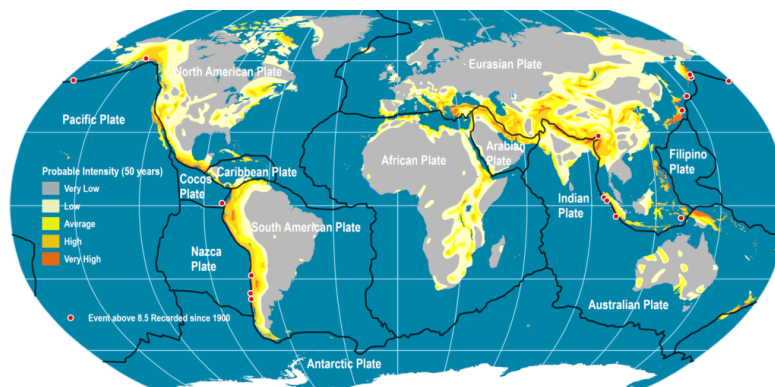 North American Plate
Eurasian Plate
Pacific Plate
Probable Intensity (50 years)
Very Low
Low
Average
High
Very High
Cocos
Plate
Caribbean Plate
African Plate
Arabian
Plate
Filipino
Plate
Indian
Plate
South American Plate
Nazca
Plate
Australian Plate
Event above 8.5 Recorded since 1900
Antarctic Plate